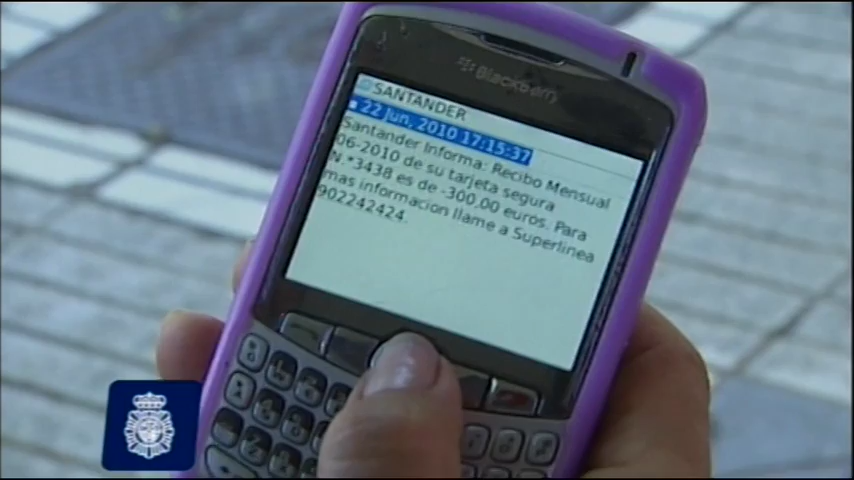 BlackBerry
SANTANDER
22 Jun, 2010 17:15:37
Santander Informa: Recibo Mensual
06-2010 de su tarjeta segura
N.*3438 es de -300,00 euros. Para
mas informacion llame a Superlinea
902242424.